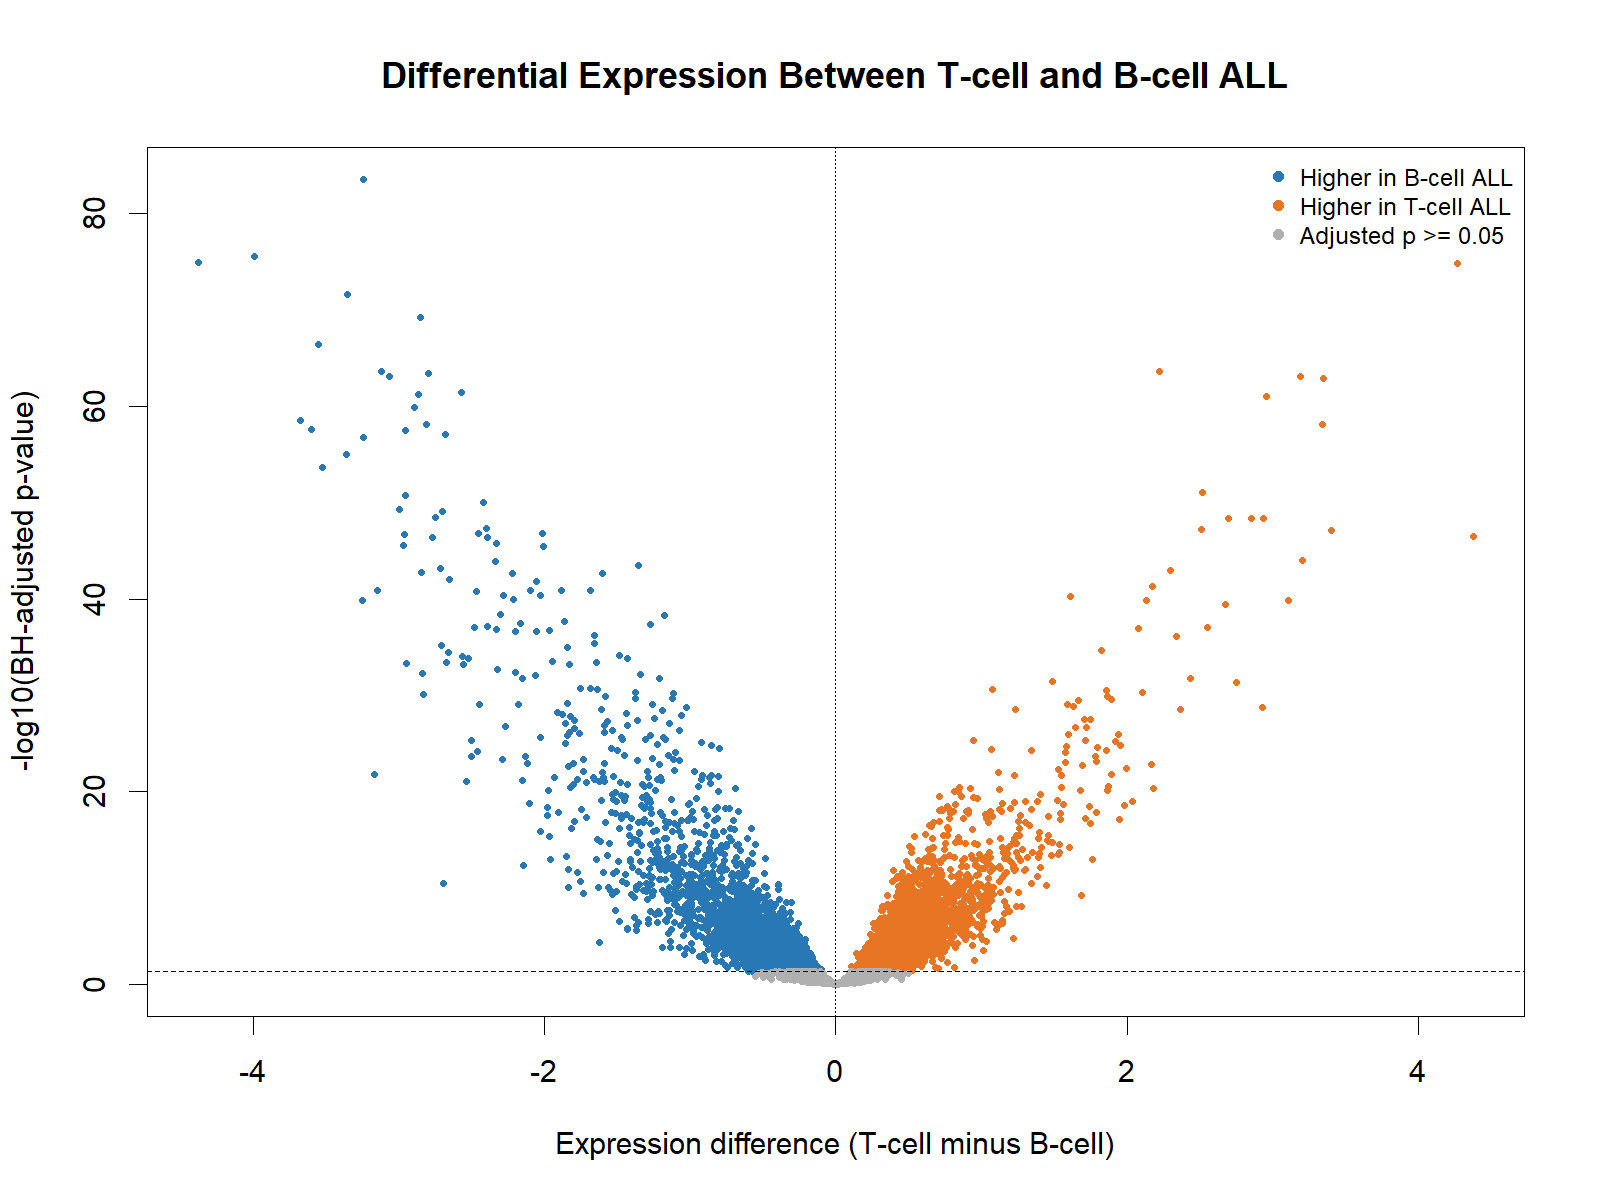 Differential Expression Between T-cell and B-cell ALL
Higher in B-cell ALL
Higher in T-cell ALL
Adjusted p >= 0.05
-log10(BH-adjusted p-value)
80
60
40
20
0
-4 -2 0 2 4
Expression difference (T-cell minus B-cell)